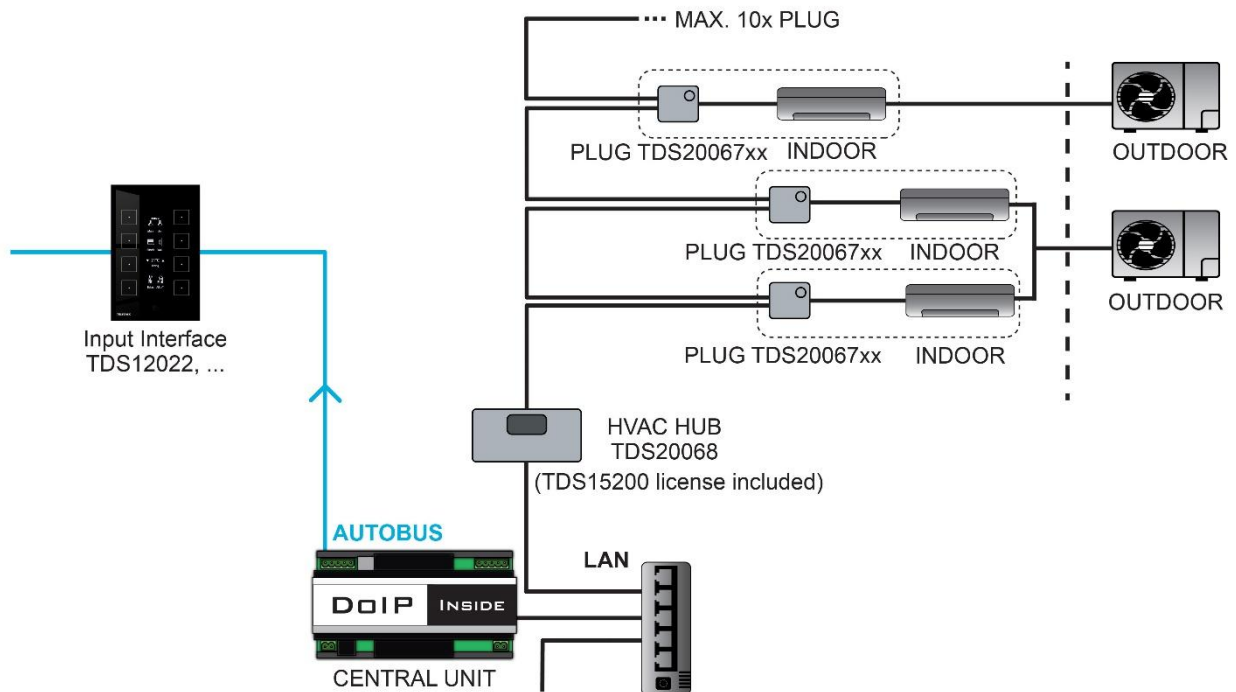 MAX. 10x PLUG
PLUG TDS20067xx
INDOOR
OUTDOOR
PLUG TDS20067xx
INDOOR
OUTDOOR
PLUG TDS20067xx
INDOOR
Input Interface
TDS12022, ...
HVAC HUB
TDS20068
(TDS15200 license included)
AUTOBUS
LAN
DoIP INSIDE
CENTRAL UNIT